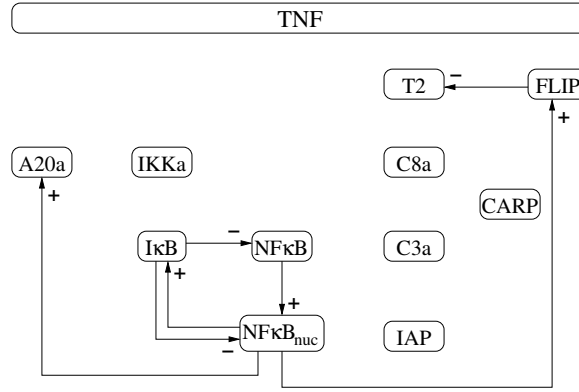 TNF
T2
−
FLIP
+
A20a
IKKa
C8a
+
CARP
IκB
−
NFκB
C3a
+
+
NFκBnuc
−
IAP